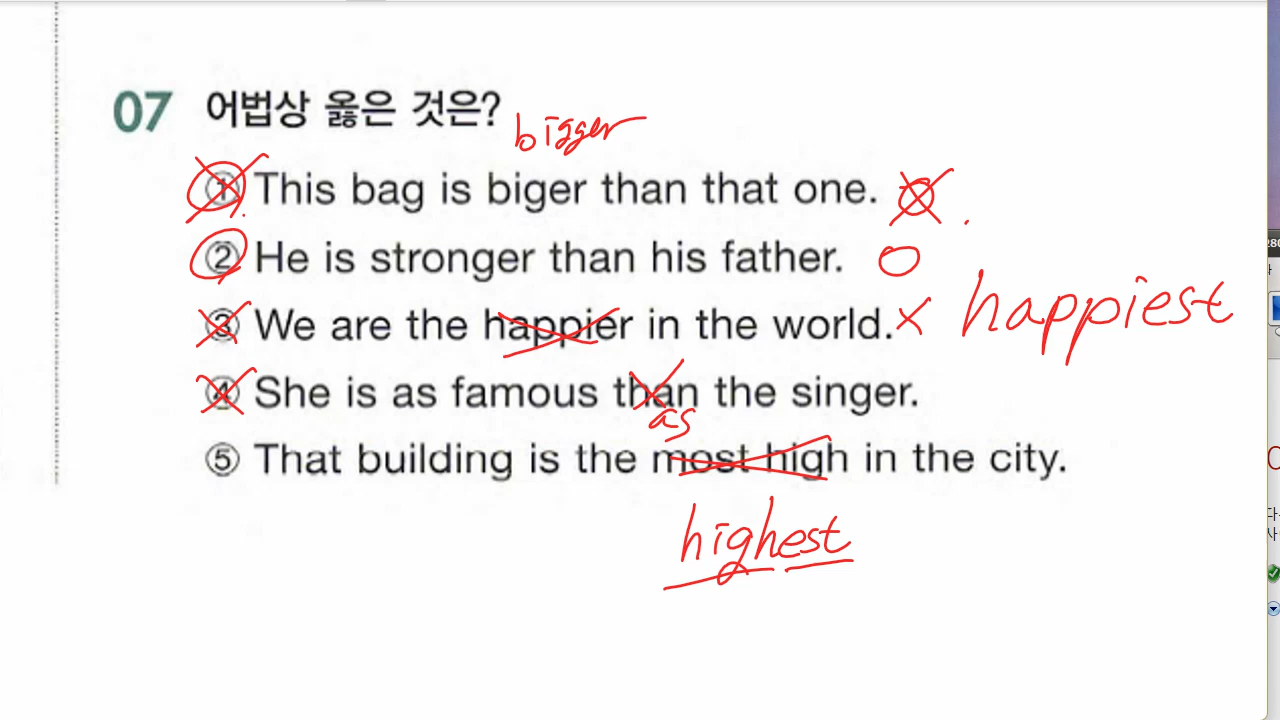 07 어법상 옳은 것은?
bigger
① This bag is biger than that one.
② He is stronger than his father. O
③ We are the happier in the world. X happiest
④ She is as famous than the singer.
as
⑤ That building is the most high in the city.
highest